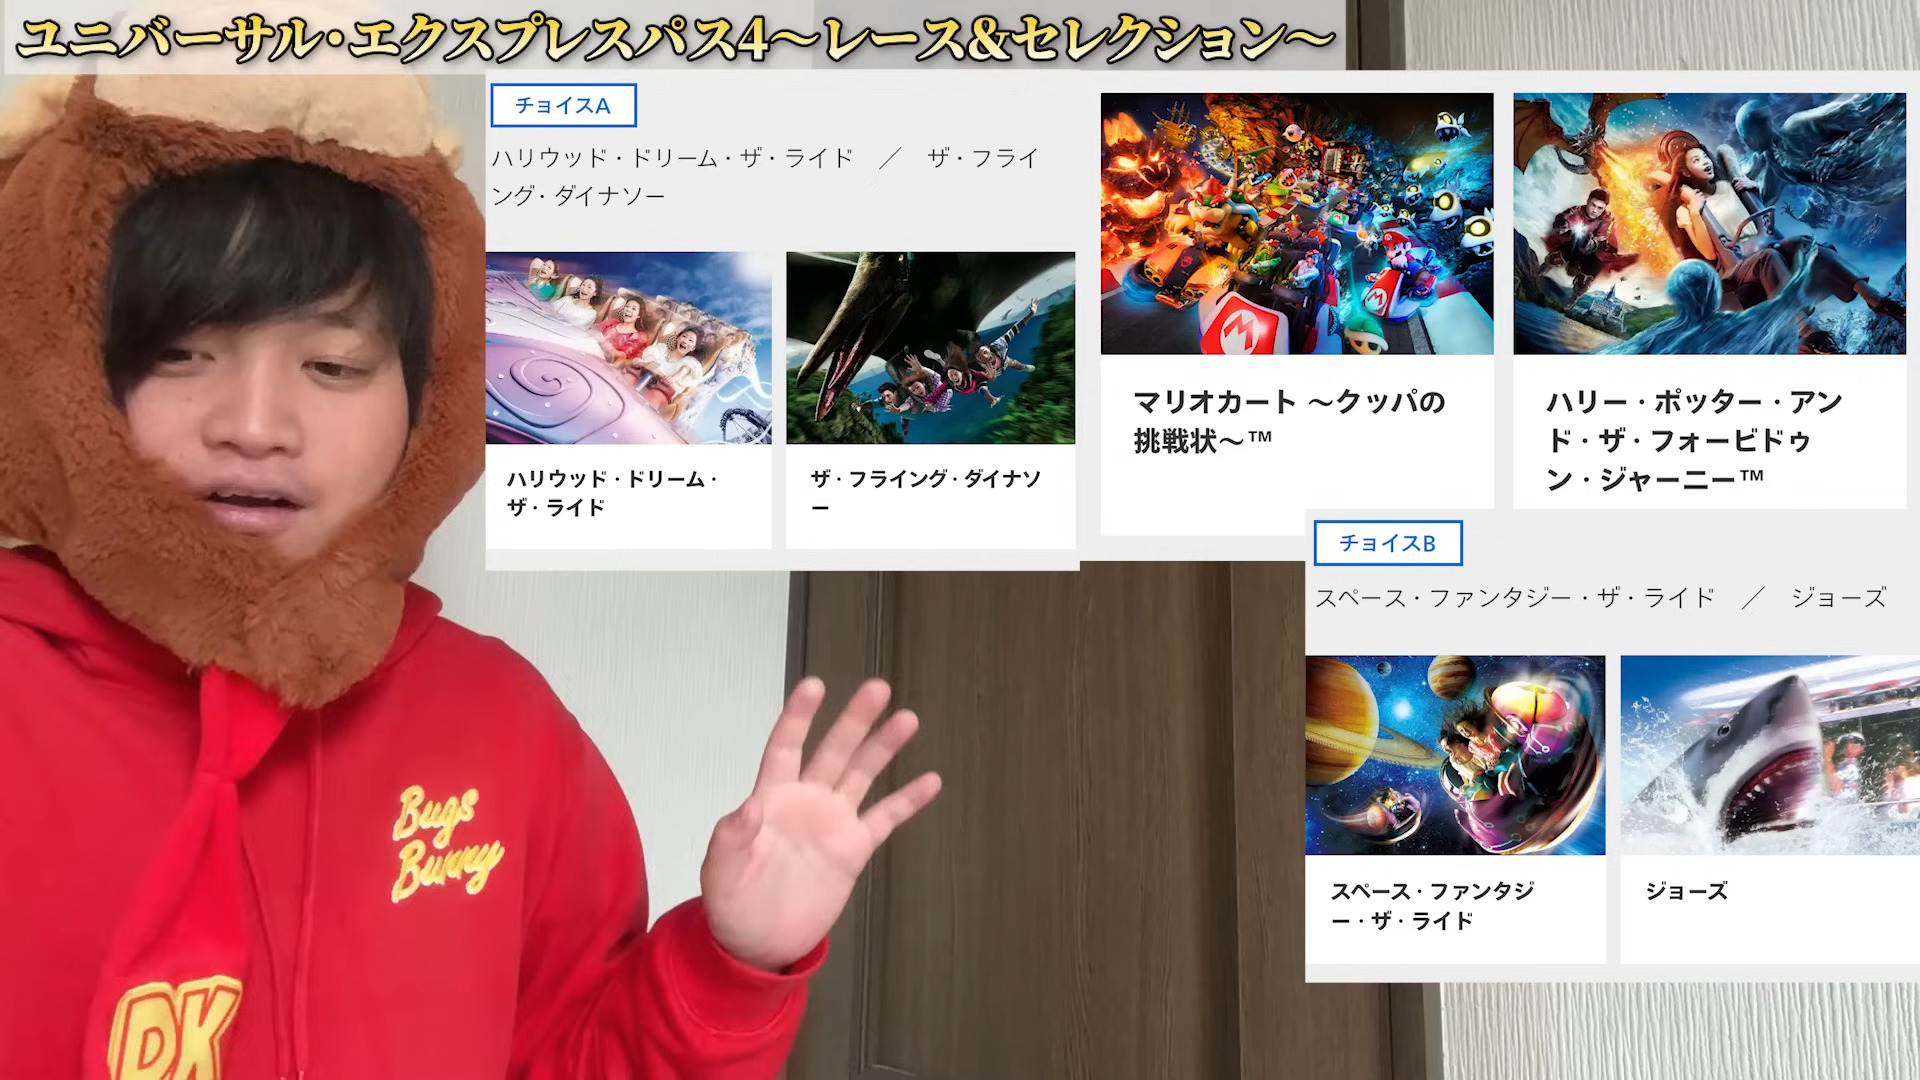 ユニバーサル・エクスプレスパス4～レース&セレクション～
チョイスA
ハリウッド・ドリーム・ザ・ライド ／ ザ・フライ
ング・ダイナソー
ハリウッド・ドリーム・
ザ・ライド
ザ・フライング・ダイナソ
ー
マリオカート ～クッパの
挑戦状～™
ハリー・ポッター・アン
ド・ザ・フォービドゥ
ン・ジャーニー™
チョイスB
スペース・ファンタジー・ザ・ライド ／ ジョーズ
スペース・ファンタジ
ー・ザ・ライド
ジョーズ
Bugs
Bunny
DK
M
M